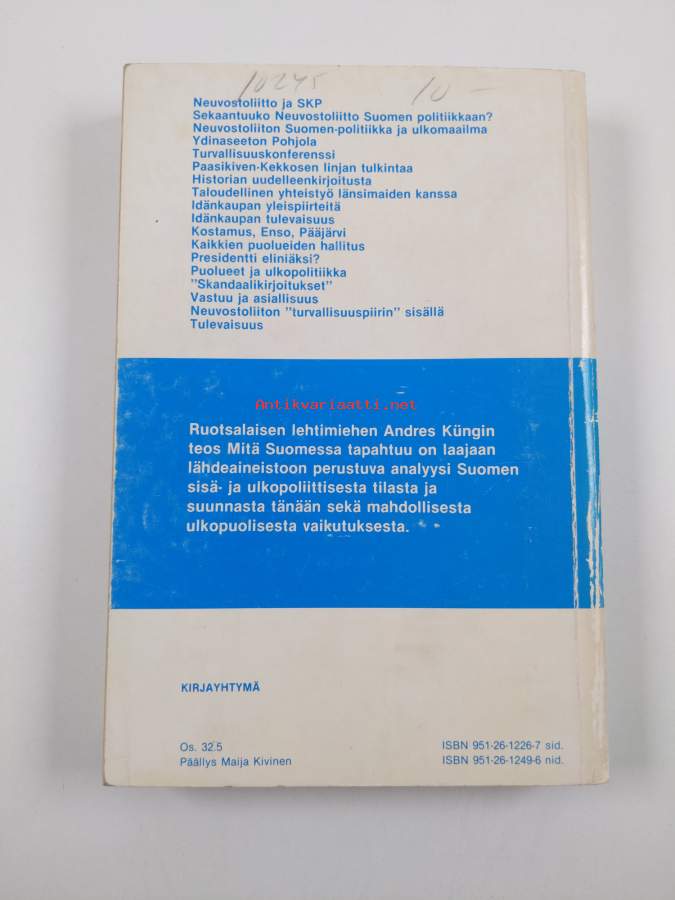 10275 10 -
Neuvostoliitto ja SKP
Sekaantuuko Neuvostoliitto Suomen politiikkaan?
Neuvostoliiton Suomen-politiikka ja ulkomaailma
Ydinaseeton Pohjola
Turvallisuuskonferenssi
Paasikiven-Kekkosen linjan tulkintaa
Historian uudelleenkirjoitusta
Taloudellinen yhteistyö länsimaiden kanssa
Idänkaupan yleispiirteitä
Idänkaupan tulevaisuus
Kostamus, Enso, Pääjärvi
Kaikkien puolueiden hallitus
Presidentti eliniäksi?
Puolueet ja ulkopolitiikka
"Skandaalikirjoitukset"
Vastuu ja asiallisuus
Neuvostoliiton "turvallisuuspiirin" sisällä
Tulevaisuus
Antikvariaatti.net
Ruotsalaisen lehtimiehen Andres Küngin
teos Mitä Suomessa tapahtuu on laajaan
lähdeaineistoon perustuva analyysi Suomen
sisä- ja ulkopoliittisesta tilasta ja
suunnasta tänään sekä mahdollisesta
ulkopuolisesta vaikutuksesta.
KIRJAYHTYMÄ
Os. 32.5
Päällys Maija Kivinen
ISBN 951-26-1226-7 sid.
ISBN 951-26-1249-6 nid.